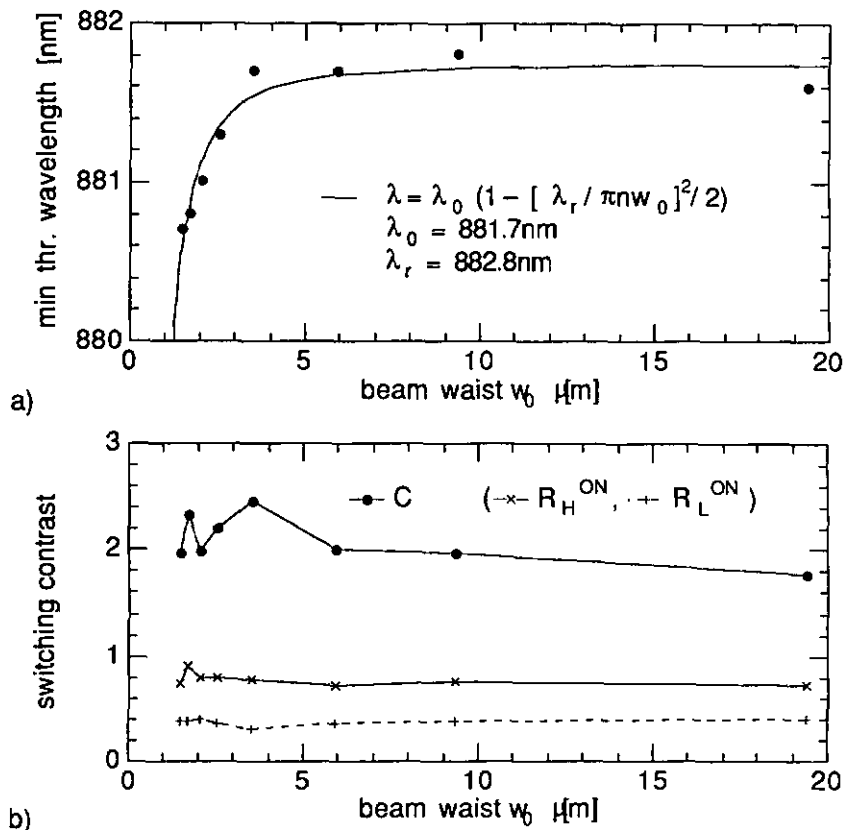 882
881
880
min thr. wavelength [nm]
λ = λ₀ (1 – [ λᵣ / πnw₀ ]²/ 2)
λ₀ = 881.7nm
λᵣ = 882.8nm
0 5 10 15 20
beam waist w₀ μ[m]
a)
3
2
1
0
switching contrast
C ( R_H^ON, R_L^ON )
0 5 10 15 20
beam waist w₀ μ[m]
b)